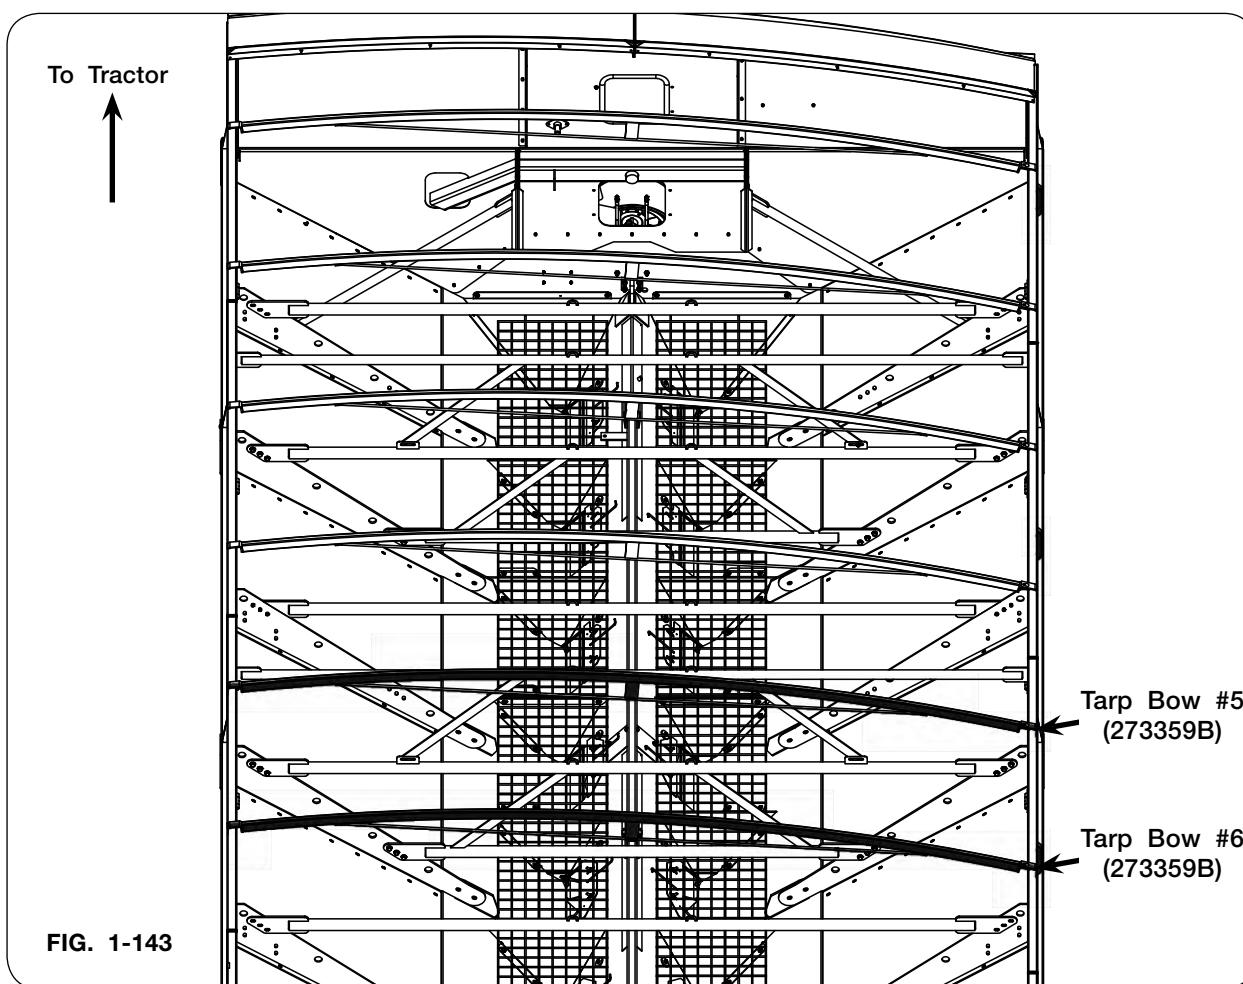 To Tractor
Tarp Bow #5
(273359B)
Tarp Bow #6
(273359B)
FIG. 1-143